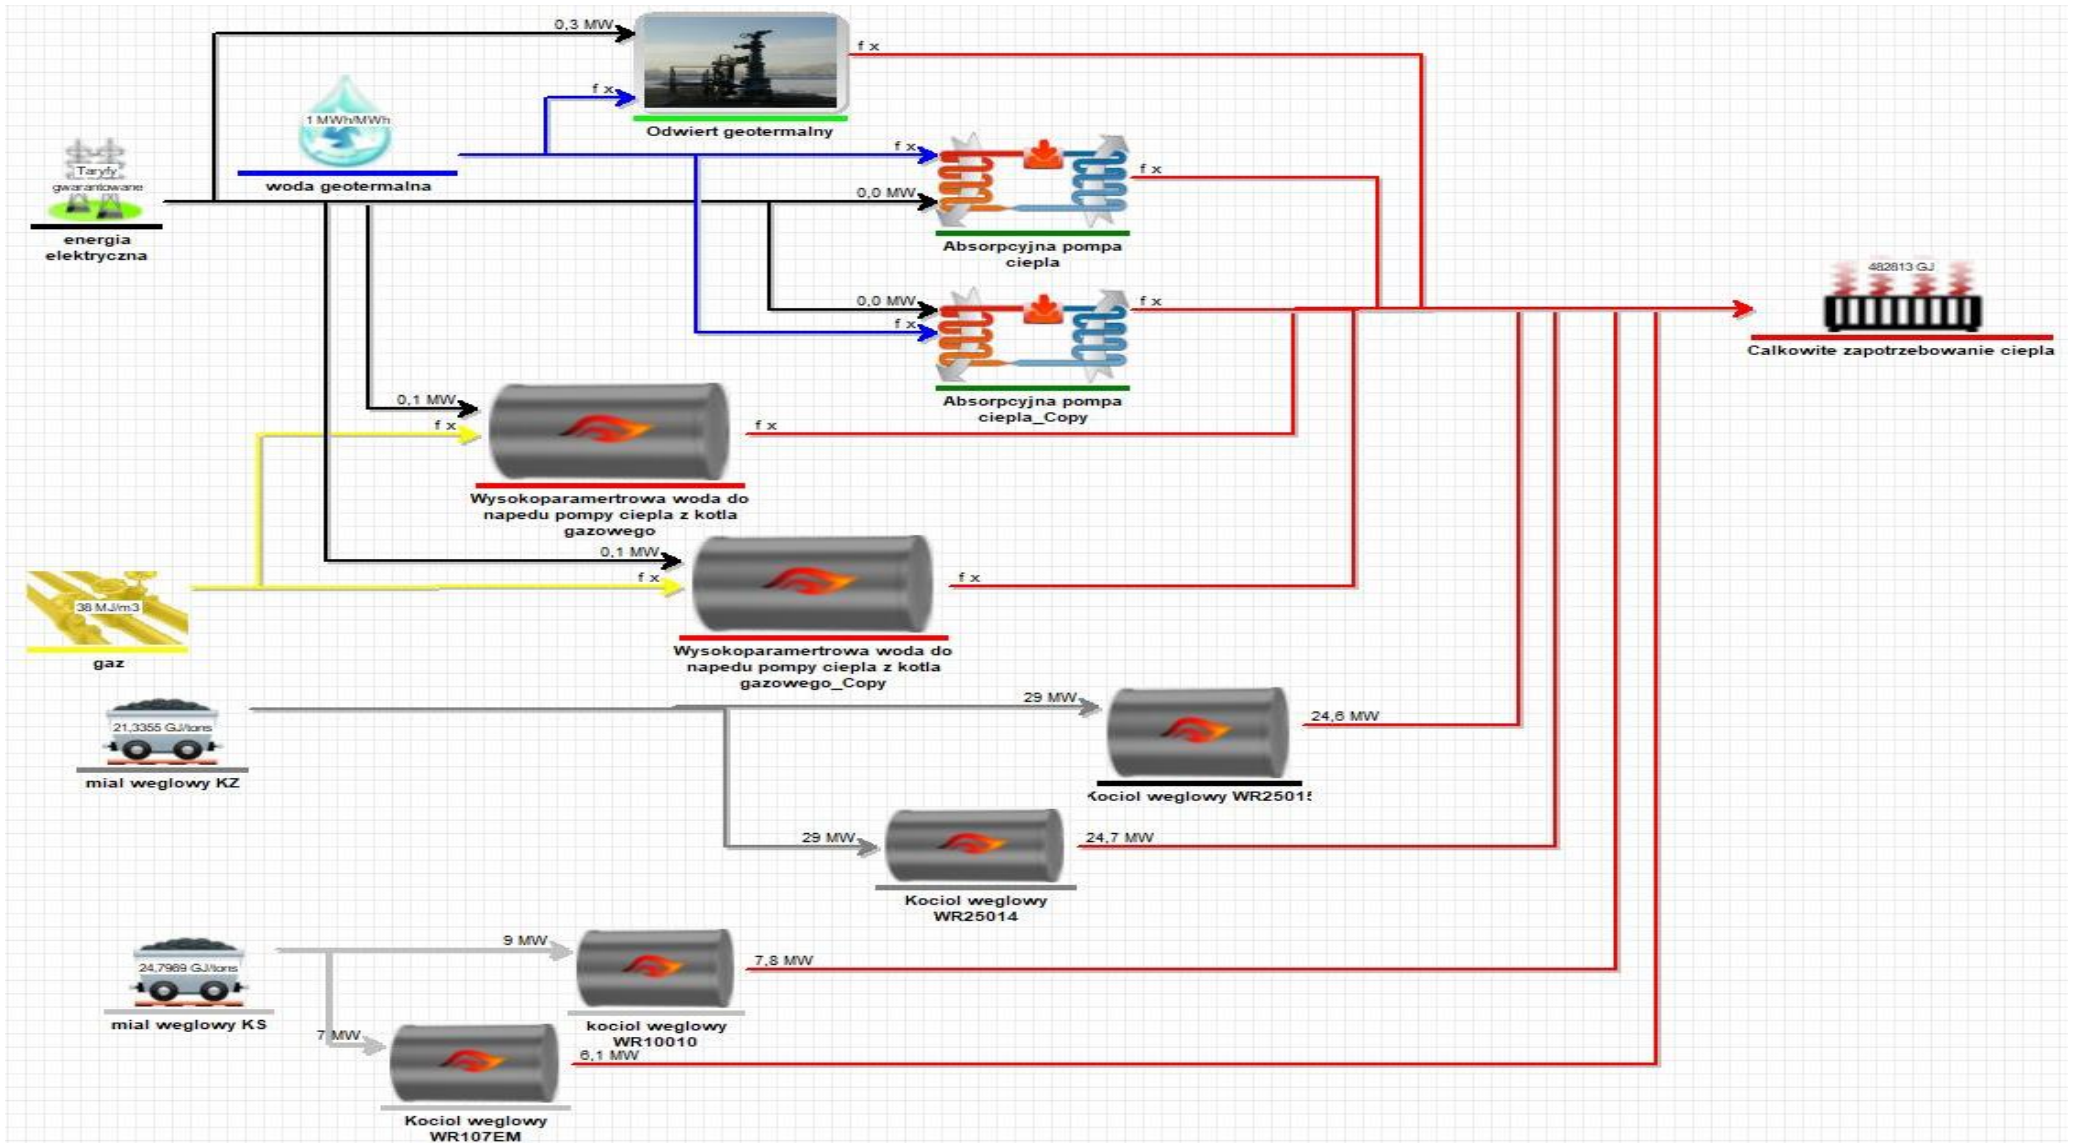 0,3 MW
f x
f x
Odwiert geotermalny
1 MWh/MWh
woda geotermalna
Taryfy
gwarantowane
energia
elektryczna
f x
0,0 MW
f x
Absorpcyjna pompa
ciepla
0,0 MW
f x
f x
Absorpcyjna pompa
ciepla_Copy
482813 GJ
Calkowite zapotrzebowanie ciepla
0,1 MW
f x
f x
Wysokoparamertrowa woda do
napedu pompy ciepla z kotla
gazowego
0,1 MW
f x
f x
Wysokoparamertrowa woda do
napedu pompy ciepla z kotla
gazowego_Copy
38 MJ/m3
gaz
21,3355 GJ/tons
mial weglowy KZ
29 MW
24,6 MW
Kociol weglowy WR25015
29 MW
24,7 MW
Kociol weglowy
WR25014
24,7969 GJ/tons
mial weglowy KS
9 MW
7,8 MW
kociol weglowy
WR10010
7 MW
6,1 MW
Kociol weglowy
WR107EM